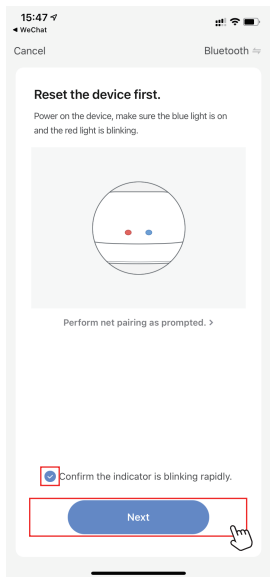 15:47
WeChat
Cancel
Bluetooth
Reset the device first.
Power on the device, make sure the blue light is on
and the red light is blinking.
Perform net pairing as prompted. >
Confirm the indicator is blinking rapidly.
Next